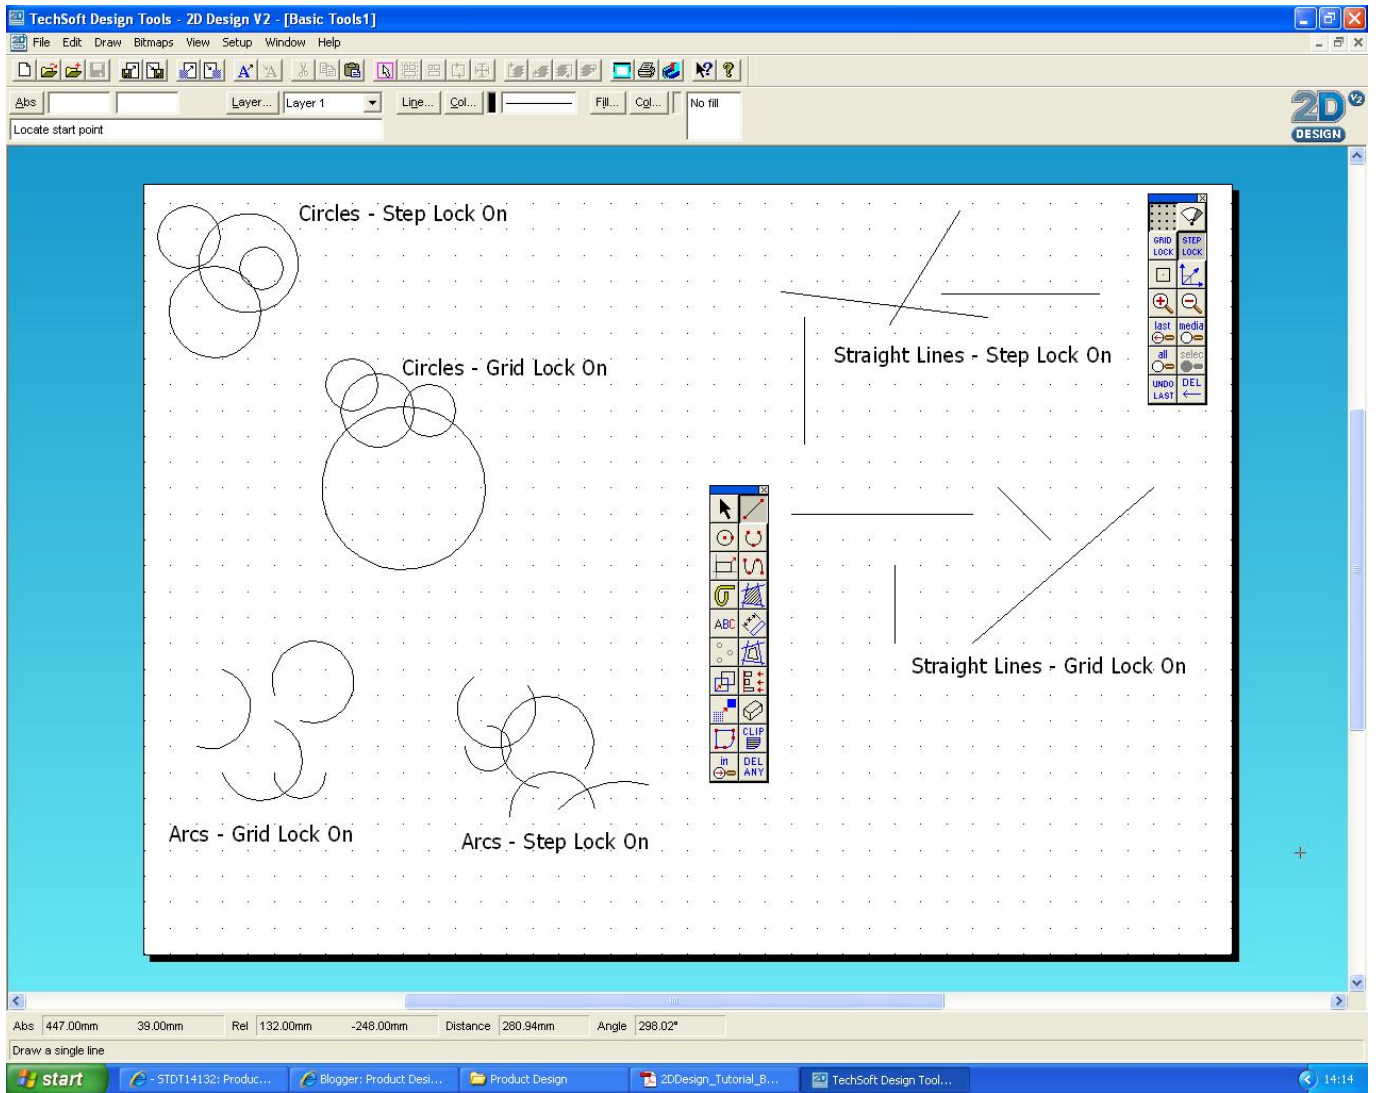 TechSoft Design Tools - 2D Design V2 - [Basic Tools1]
File Edit Draw Bitmaps View Setup Window Help
Abs Layer... Layer 1 Line... Col... Fill... Col... No fill
Locate start point
2D V2
DESIGN
Circles - Step Lock On
GRID LOCK STEP LOCK
last media
all selec
UNDO LAST DEL
Straight Lines - Step Lock On
Circles - Grid Lock On
ABC
CLIP
in DEL ANY
Straight Lines - Grid Lock On
Arcs - Grid Lock On
Arcs - Step Lock On
Abs 447.00mm 39.00mm Rel 132.00mm -248.00mm Distance 280.94mm Angle 298.02°
Draw a single line
start - STDT14132: Produc... Blogger: Product Desi... Product Design 2DDesign_Tutorial_B... TechSoft Design Tool... 14:14